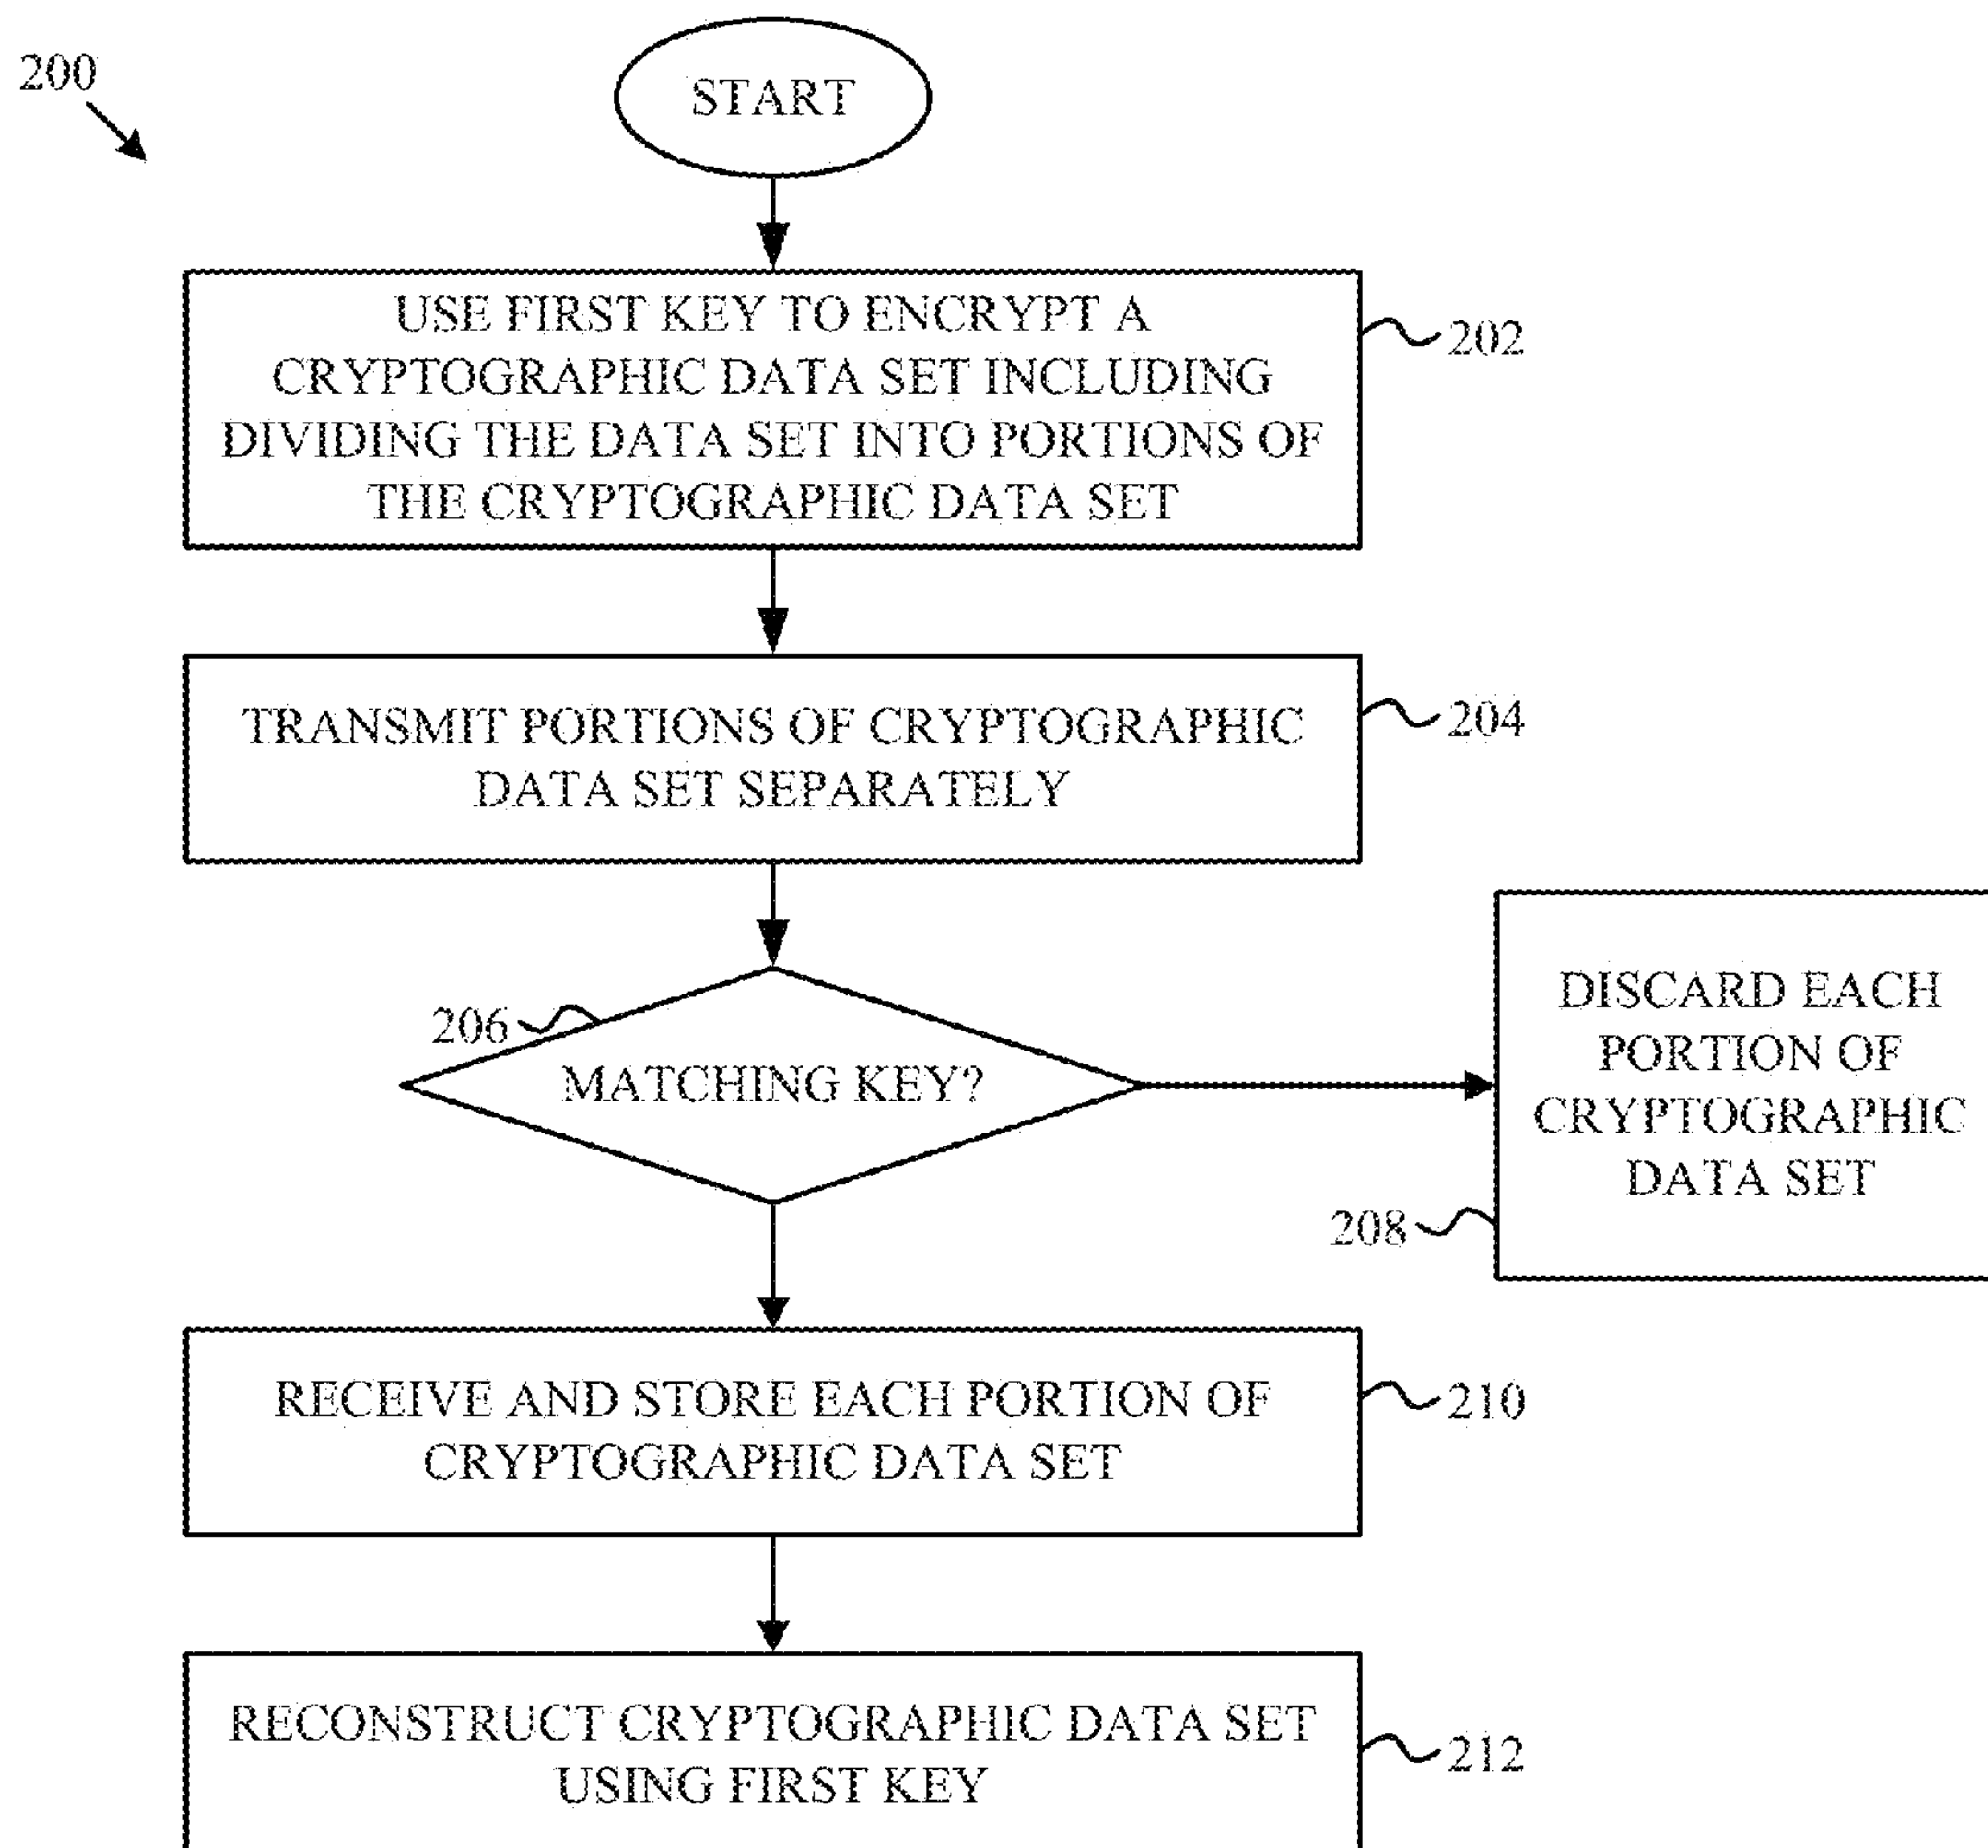 200
START
USE FIRST KEY TO ENCRYPT A
CRYPTOGRAPHIC DATA SET INCLUDING
DIVIDING THE DATA SET INTO PORTIONS OF
THE CRYPTOGRAPHIC DATA SET
202
TRANSMIT PORTIONS OF CRYPTOGRAPHIC
DATA SET SEPARATELY
204
206
MATCHING KEY?
DISCARD EACH
PORTION OF
CRYPTOGRAPHIC
DATA SET
208
RECEIVE AND STORE EACH PORTION OF
CRYPTOGRAPHIC DATA SET
210
RECONSTRUCT CRYPTOGRAPHIC DATA SET
USING FIRST KEY
212